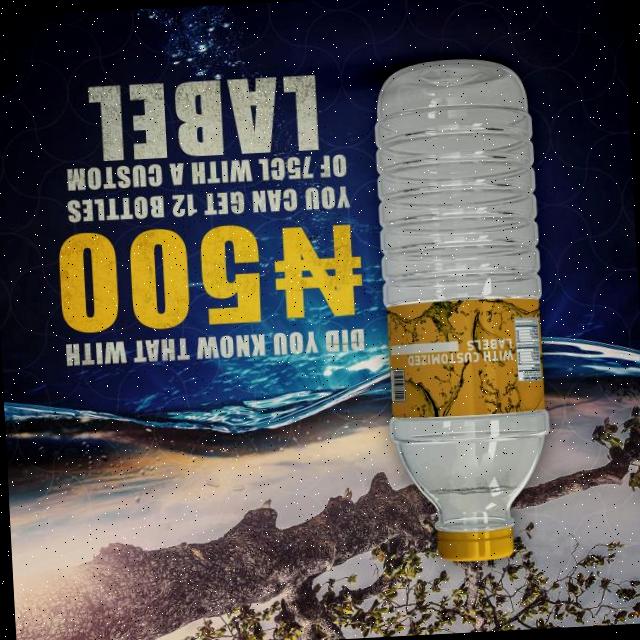 DID YOU KNOW THAT WITH
₦500
YOU CAN GET 12 BOTTLES
OF 75CL WITH A CUSTOM
LABEL
WITH CUSTOMIZED
LABELS